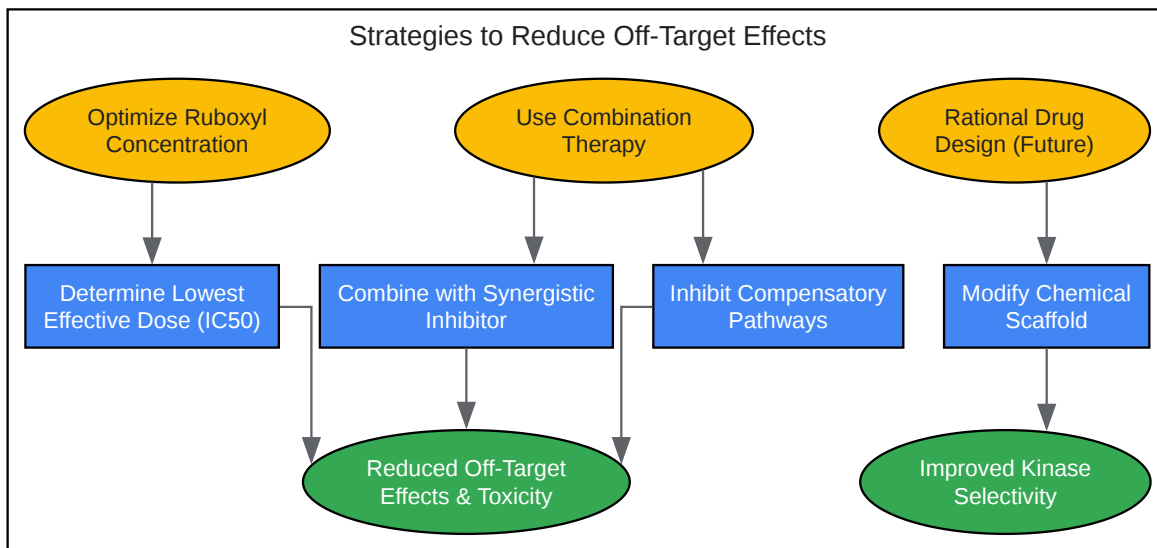 Strategies to Reduce Off-Target Effects
Optimize Ruboxyl
Concentration
Use Combination
Therapy
Rational Drug
Design (Future)
Determine Lowest
Effective Dose (IC50)
Combine with Synergistic
Inhibitor
Inhibit Compensatory
Pathways
Modify Chemical
Scaffold
Reduced Off-Target
Effects & Toxicity
Improved Kinase
Selectivity